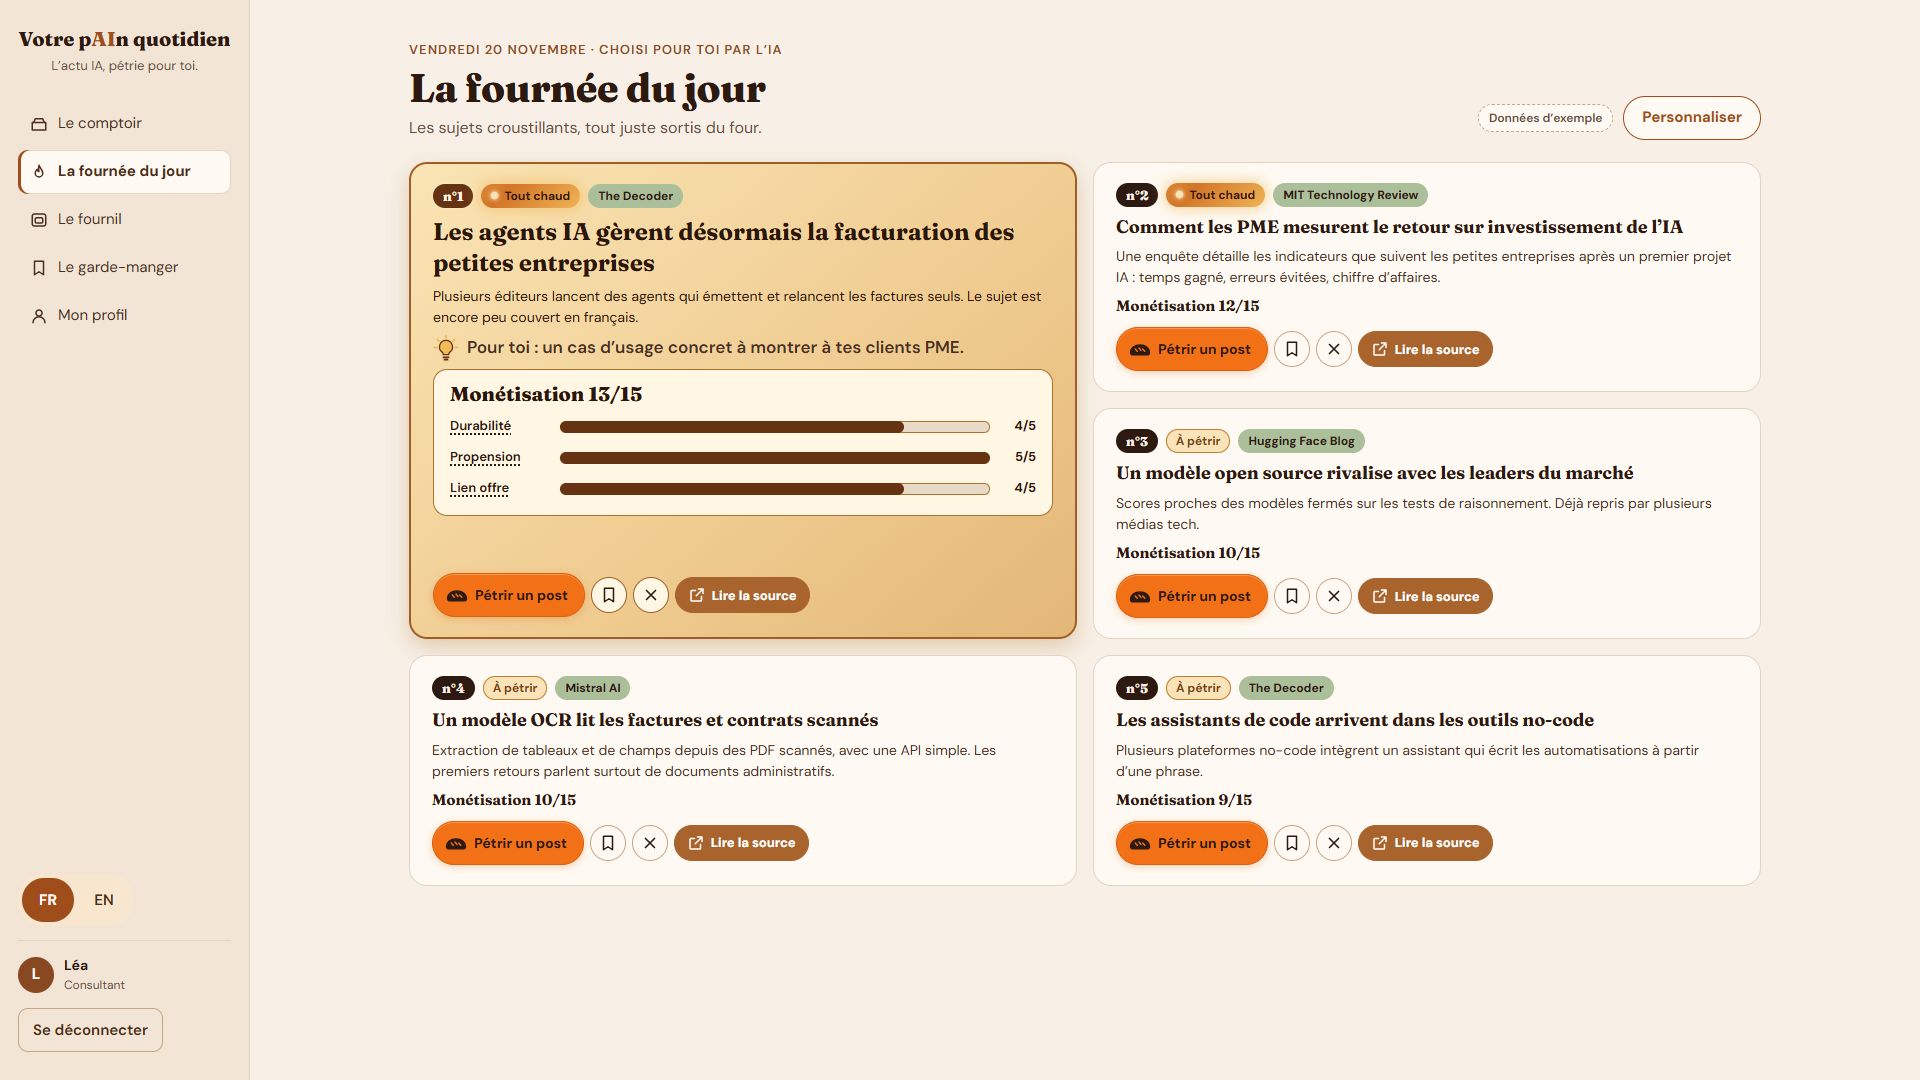 Votre pAIn quotidien
L’actu IA, pétrie pour toi.
Le comptoir
La fournée du jour
Le fournil
Le garde-manger
Mon profil
FR EN
L
Léa
Consultant
Se déconnecter
VENDREDI 20 NOVEMBRE · CHOISI POUR TOI PAR L’IA
La fournée du jour
Les sujets croustillants, tout juste sortis du four.
Données d’exemple
Personnaliser
n°1 Tout chaud The Decoder
Les agents IA gèrent désormais la facturation des
petites entreprises
Plusieurs éditeurs lancent des agents qui émettent et relancent les factures seuls. Le sujet est
encore peu couvert en français.
Pour toi : un cas d’usage concret à montrer à tes clients PME.
Monétisation 13/15
Durabilité 4/5
Propension 5/5
Lien offre 4/5
Pétrir un post Lire la source
n°2 Tout chaud MIT Technology Review
Comment les PME mesurent le retour sur investissement de l’IA
Une enquête détaille les indicateurs que suivent les petites entreprises après un premier projet
IA : temps gagné, erreurs évitées, chiffre d’affaires.
Monétisation 12/15
Pétrir un post Lire la source
n°3 À pétrir Hugging Face Blog
Un modèle open source rivalise avec les leaders du marché
Scores proches des modèles fermés sur les tests de raisonnement. Déjà repris par plusieurs
médias tech.
Monétisation 10/15
Pétrir un post Lire la source
n°4 À pétrir Mistral AI
Un modèle OCR lit les factures et contrats scannés
Extraction de tableaux et de champs depuis des PDF scannés, avec une API simple. Les
premiers retours parlent surtout de documents administratifs.
Monétisation 10/15
Pétrir un post Lire la source
n°5 À pétrir The Decoder
Les assistants de code arrivent dans les outils no-code
Plusieurs plateformes no-code intègrent un assistant qui écrit les automatisations à partir
d’une phrase.
Monétisation 9/15
Pétrir un post Lire la source